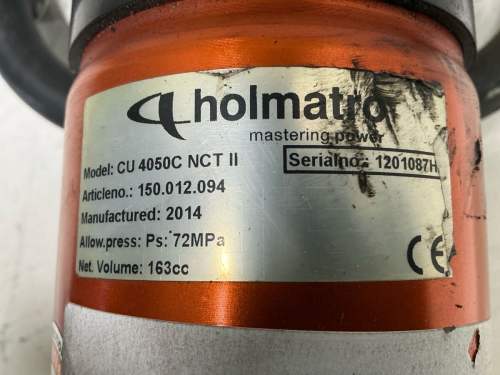 holmatro
mastering power
Model: CU 4050C NCT II
Serialno.: 1201087H
Articleno.: 150.012.094
Manufactured: 2014
Allow.press: Ps: 72MPa
Net. Volume: 163cc
CE